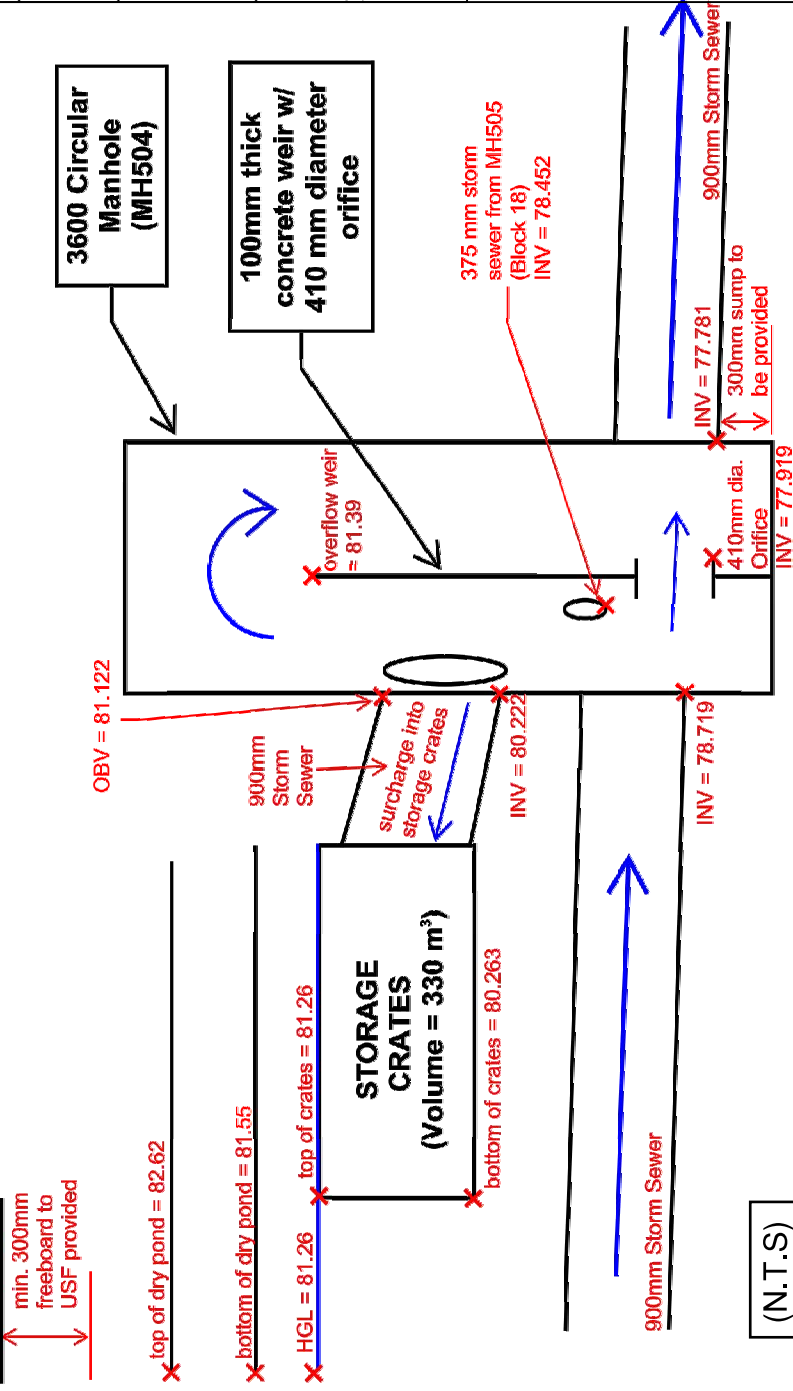 min. 300mm
freeboard to
USF provided
top of dry pond = 82.62
bottom of dry pond = 81.55
HGL = 81.26
top of crates = 81.26
STORAGE
CRATES
(Volume = 330 m³)
bottom of crates = 80.263
900mm Storm Sewer
(N.T.S)
OBV = 81.122
900mm
Storm
Sewer
surcharge into
storage crates
INV = 80.222
INV = 78.719
3600 Circular
Manhole
(MH504)
100mm thick
concrete weir w/
410 mm diameter
orifice
overflow weir
= 81.39
375 mm storm
sewer from MH505
(Block 18)
INV = 78.452
410mm dia.
Orifice
INV = 77.919
INV = 77.781
300mm sump to
be provided
900mm Storm Sewer